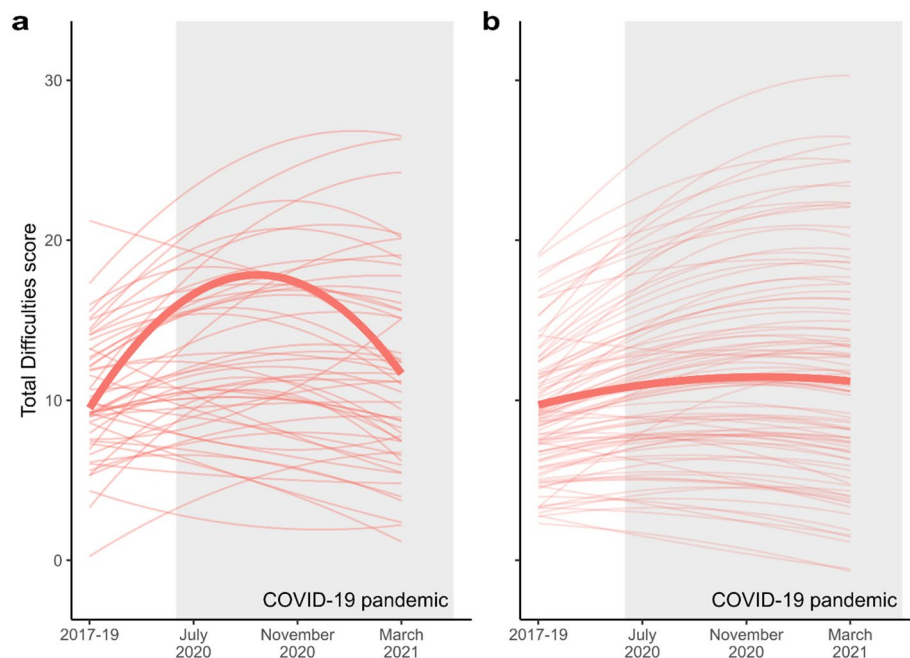 a
b
Total Difficulties score
30
20
10
0
COVID-19 pandemic
COVID-19 pandemic
2017-19
July
2020
November
2020
March
2021
2017-19
July
2020
November
2020
March
2021